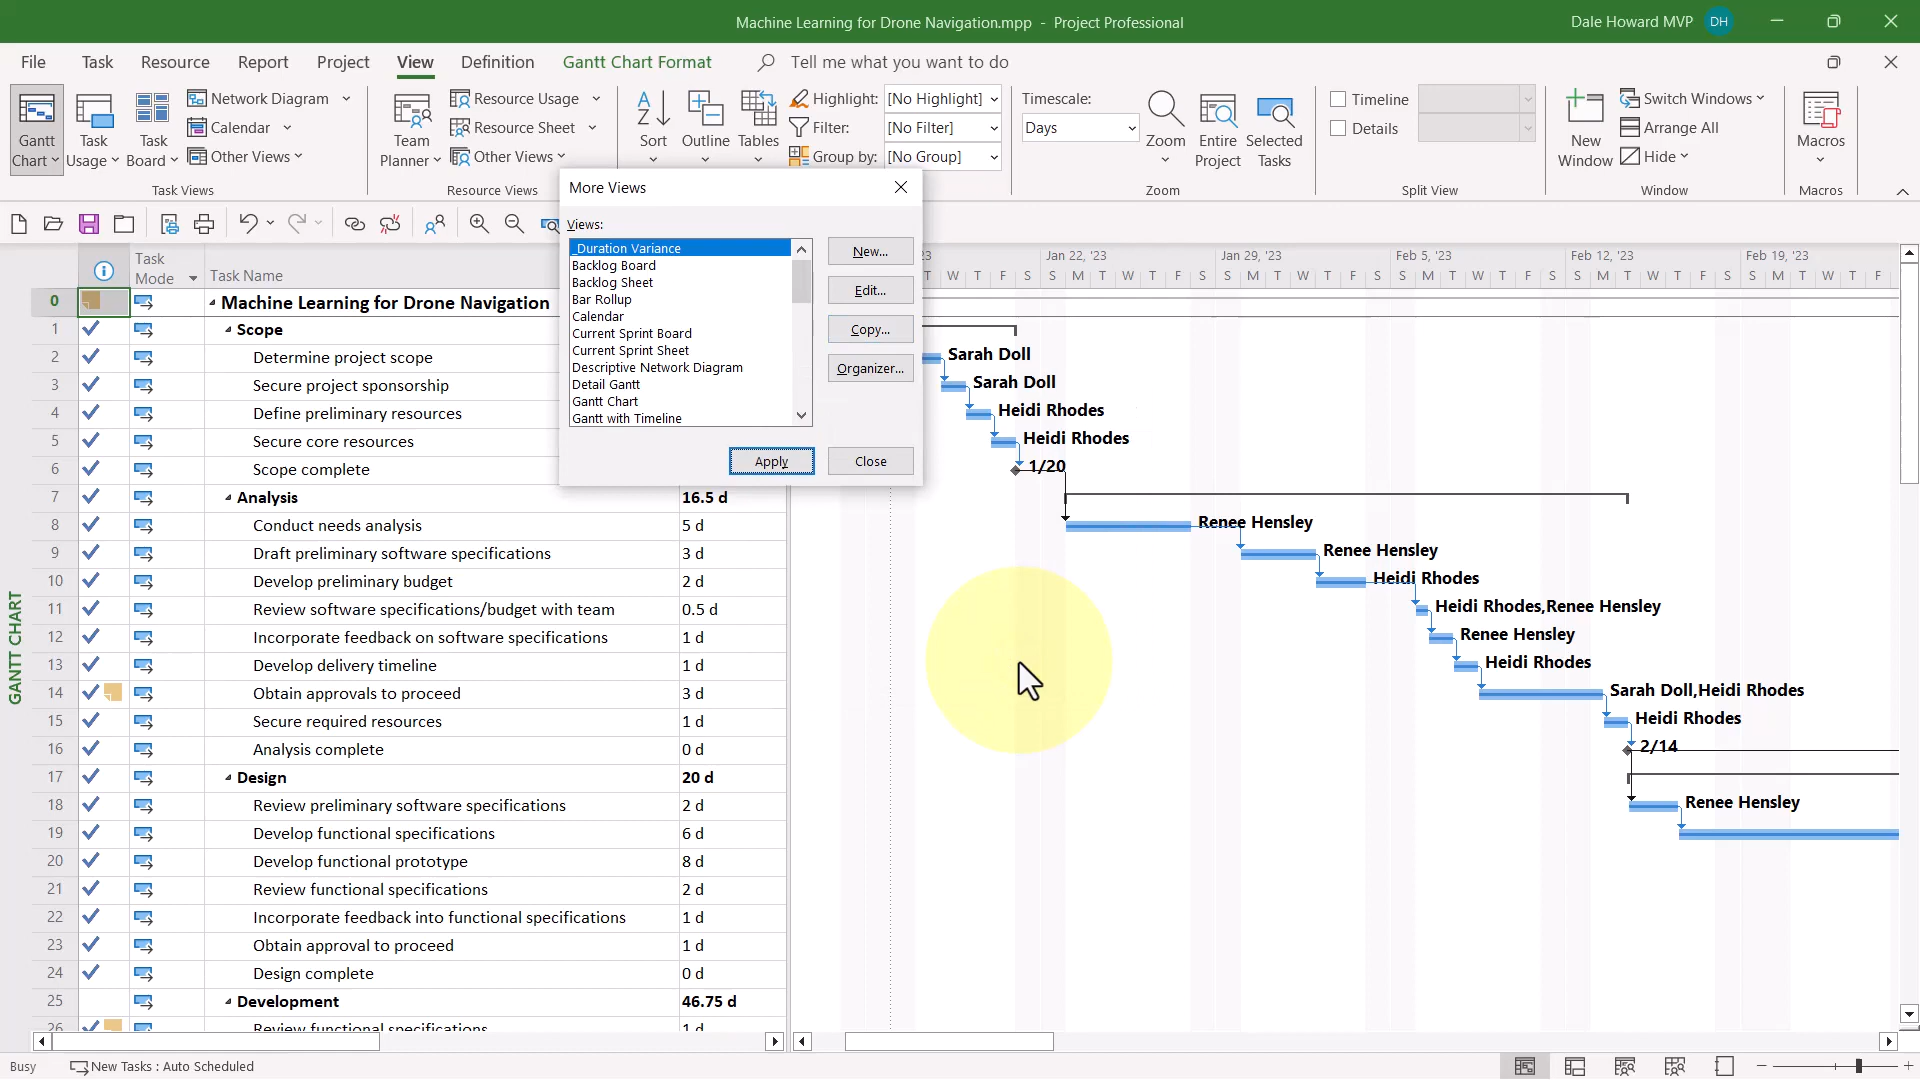 Machine Learning for Drone Navigation.mpp - Project Professional
Dale Howard MVP DH
File Task Resource Report Project View Definition Gantt Chart Format Tell me what you want to do
Gantt Chart
Task Usage
Task Board
Network Diagram
Calendar
Other Views
Task Views
Team Planner
Resource Usage
Resource Sheet
Other Views
Resource Views
Sort
Outline
Tables
Highlight: [No Highlight]
Filter: [No Filter]
Group by: [No Group]
Timescale:
Days
Zoom
Entire Project
Selected Tasks
Zoom
Timeline
Details
Split View
New Window
Switch Windows
Arrange All
Hide
Window
Macros
Macros
More Views
Views:
_Duration Variance
Backlog Board
Backlog Sheet
Bar Rollup
Calendar
Current Sprint Board
Current Sprint Sheet
Descriptive Network Diagram
Detail Gantt
Gantt Chart
Gantt with Timeline
New...
Edit...
Copy...
Organizer...
Apply
Close
Task Mode
Task Name
23 Jan 22, '23 Jan 29, '23 Feb 5, '23 Feb 12, '23 Feb 19, '23
T W T F S S M T W T F S S M T W T F S S M T W T F S S M T W T F S S M T W T F
0 Machine Learning for Drone Navigation
1 Scope
2 Determine project scope
3 Secure project sponsorship
4 Define preliminary resources
5 Secure core resources
6 Scope complete
7 Analysis 16.5 d
8 Conduct needs analysis 5 d
9 Draft preliminary software specifications 3 d
10 Develop preliminary budget 2 d
11 Review software specifications/budget with team 0.5 d
12 Incorporate feedback on software specifications 1 d
13 Develop delivery timeline 1 d
14 Obtain approvals to proceed 3 d
15 Secure required resources 1 d
16 Analysis complete 0 d
17 Design 20 d
18 Review preliminary software specifications 2 d
19 Develop functional specifications 6 d
20 Develop functional prototype 8 d
21 Review functional specifications 2 d
22 Incorporate feedback into functional specifications 1 d
23 Obtain approval to proceed 1 d
24 Design complete 0 d
25 Development 46.75 d
26 Review functional specifications 1 d
Sarah Doll
Sarah Doll
Heidi Rhodes
Heidi Rhodes
1/20
Renee Hensley
Renee Hensley
Heidi Rhodes
Heidi Rhodes,Renee Hensley
Renee Hensley
Heidi Rhodes
Sarah Doll,Heidi Rhodes
Heidi Rhodes
2/14
Renee Hensley
GANTT CHART
Busy New Tasks : Auto Scheduled